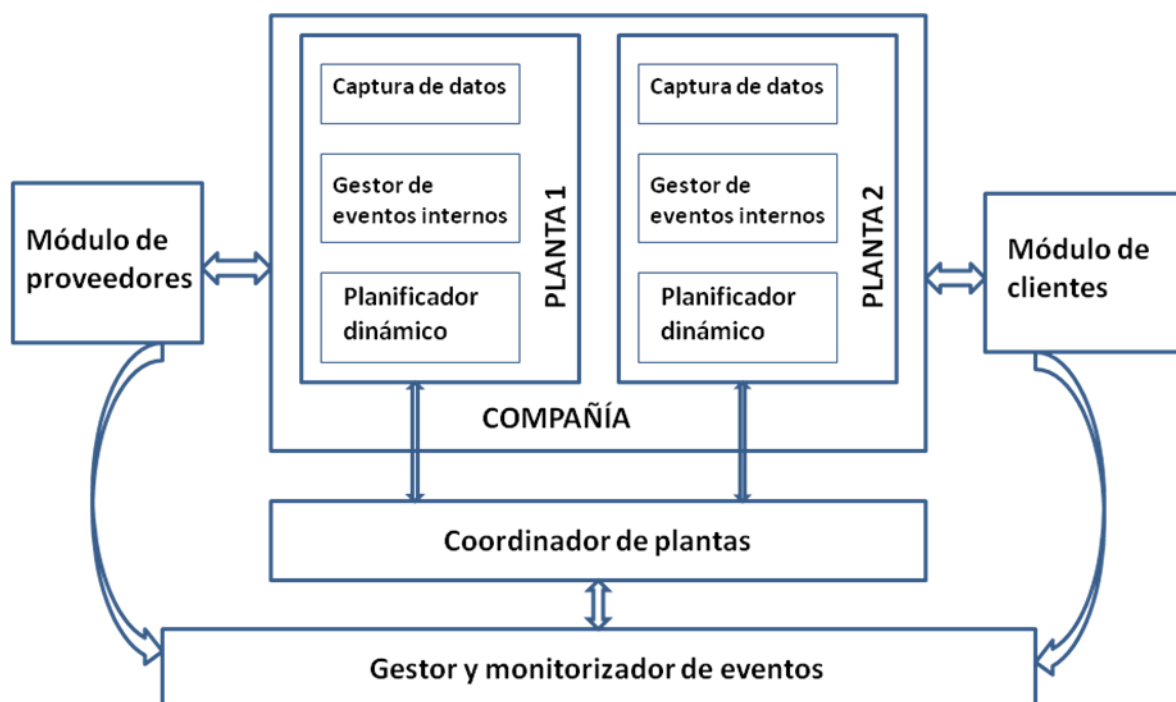 Captura de datos
Gestor de
eventos internos
Planificador
dinámico
PLANTA 1
Captura de datos
Gestor de
eventos internos
Planificador
dinámico
PLANTA 2
COMPAÑÍA
Módulo de
proveedores
Módulo de
clientes
Coordinador de plantas
Gestor y monitorizador de eventos